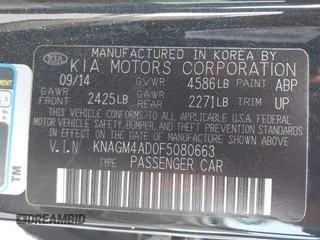 MANUFACTURED IN KOREA BY
KIA
KIA MOTORS CORPORATION
09/14 GVWR 4586LB PAINT ABP
GAWR FRONT 2425LB GAWR REAR 2271LB TRIM UP
THIS VEHICLE CONFORMS TO ALL APPLICABLE FEDERAL
MOTOR VEHICLE SAFETY, BUMPER, AND THEFT PREVENTION
STANDARDS IN EFFECT ON THE DATE OF MANUFACTURE
SHOWN ABOVE.
V.I.N KNAGM4AD0F5080663
TYPE PASSENGER CAR
TM
DREAMBID